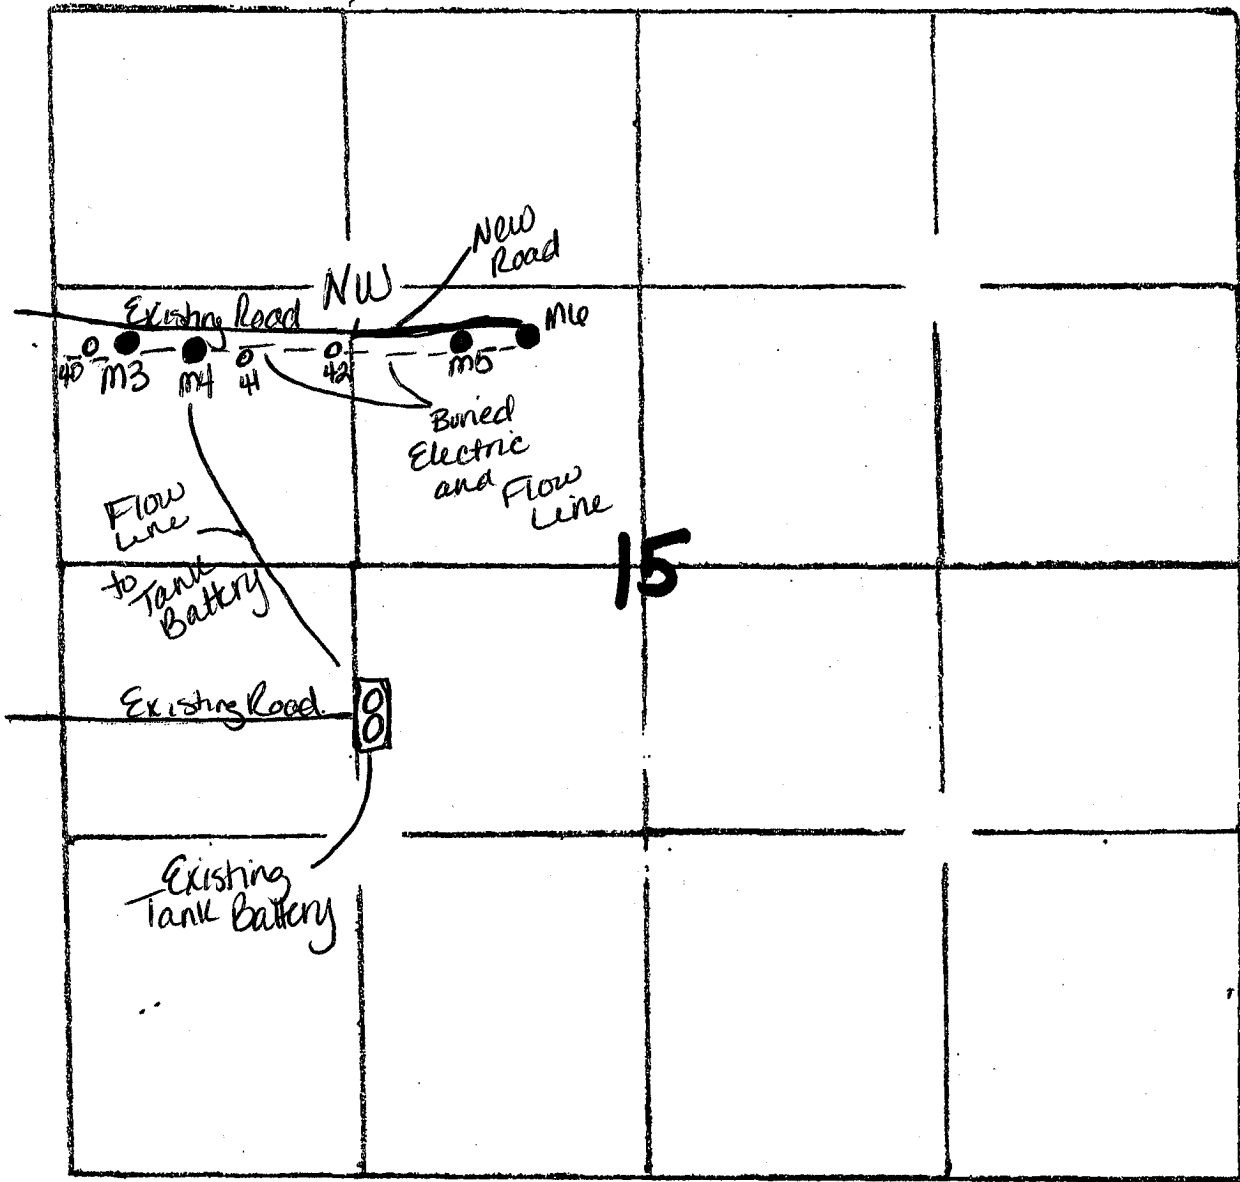 New
Road
NW
Existing Road
M6
40
M3
M4
41
42
M5
Buried
Electric
and
Flow
Line
Flow
Line
to
Tank
Battery
15
Existing Road
Existing
Tank Battery